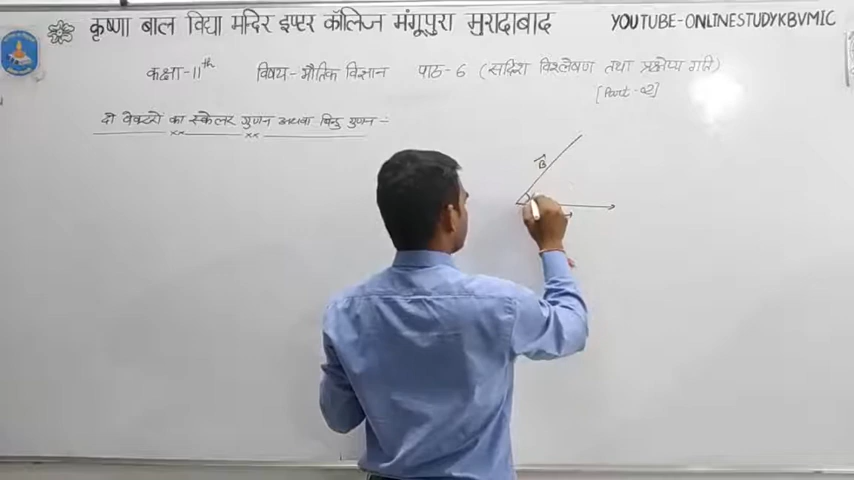 कृष्णा बाल विद्या मन्दिर इण्टर कॉलिज मंगूपुरा मुरादाबाद
YOUTUBE-ONLINESTUDYKBVMIC
कक्षा-11th विषय-भौतिक विज्ञान पाठ-6 (सदिश विश्लेषण तथा प्रक्षेप्य गति)
[Part-02]
दो वेक्टरों का स्केलर गुणन अथवा बिन्दु गुणन-
B